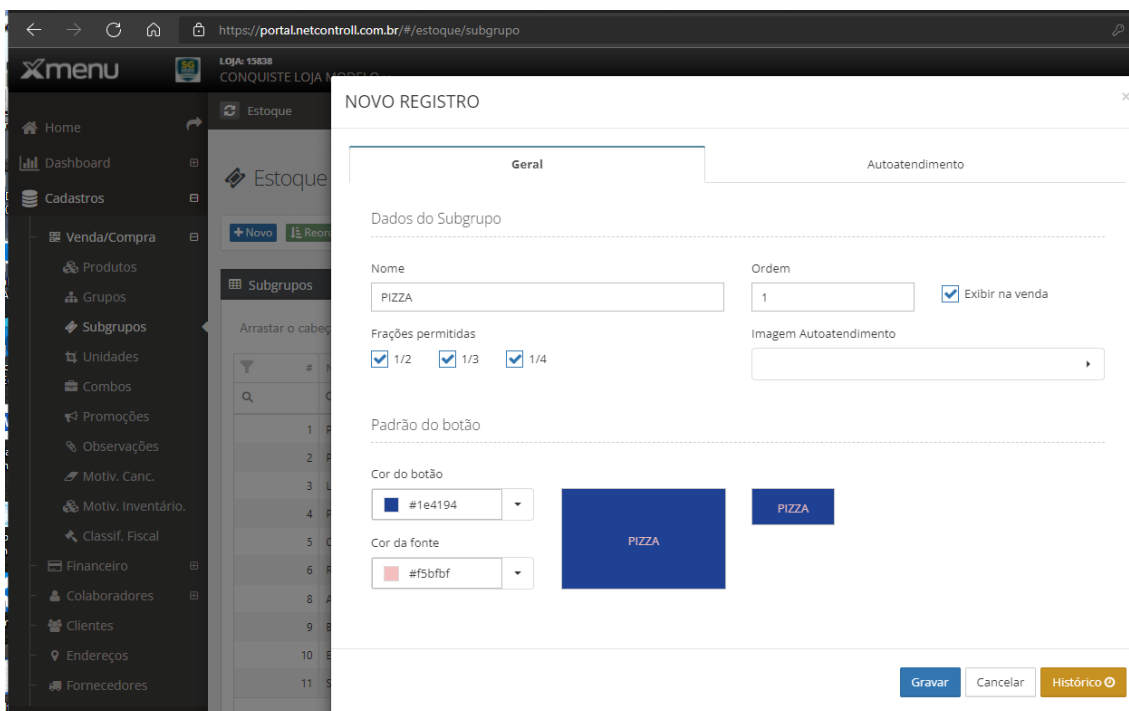 https://portal.netcontroll.com.br/#/estoque/subgrupo
Xmenu
SG
LOJA: 15838
CONQUISTE LOJA MODELO
Home
Dashboard
Cadastros
Venda/Compra
Produtos
Grupos
Subgrupos
Unidades
Combos
Promoções
Observações
Motiv. Canc.
Motiv. Inventário.
Classif. Fiscal
Financeiro
Colaboradores
Clientes
Endereços
Fornecedores
Estoque
Estoque
+ Novo
Reor
Subgrupos
Arrastar o cabeç
#
1
2
3
4
5
6
8
9
10
11
NOVO REGISTRO
×
Geral
Autoatendimento
Dados do Subgrupo
Nome
Ordem
PIZZA
1
Exibir na venda
Frações permitidas
Imagem Autoatendimento
1/2 1/3 1/4
Padrão do botão
Cor do botão
#1e4194
PIZZA
PIZZA
Cor da fonte
#f5bfbf
Gravar
Cancelar
Histórico